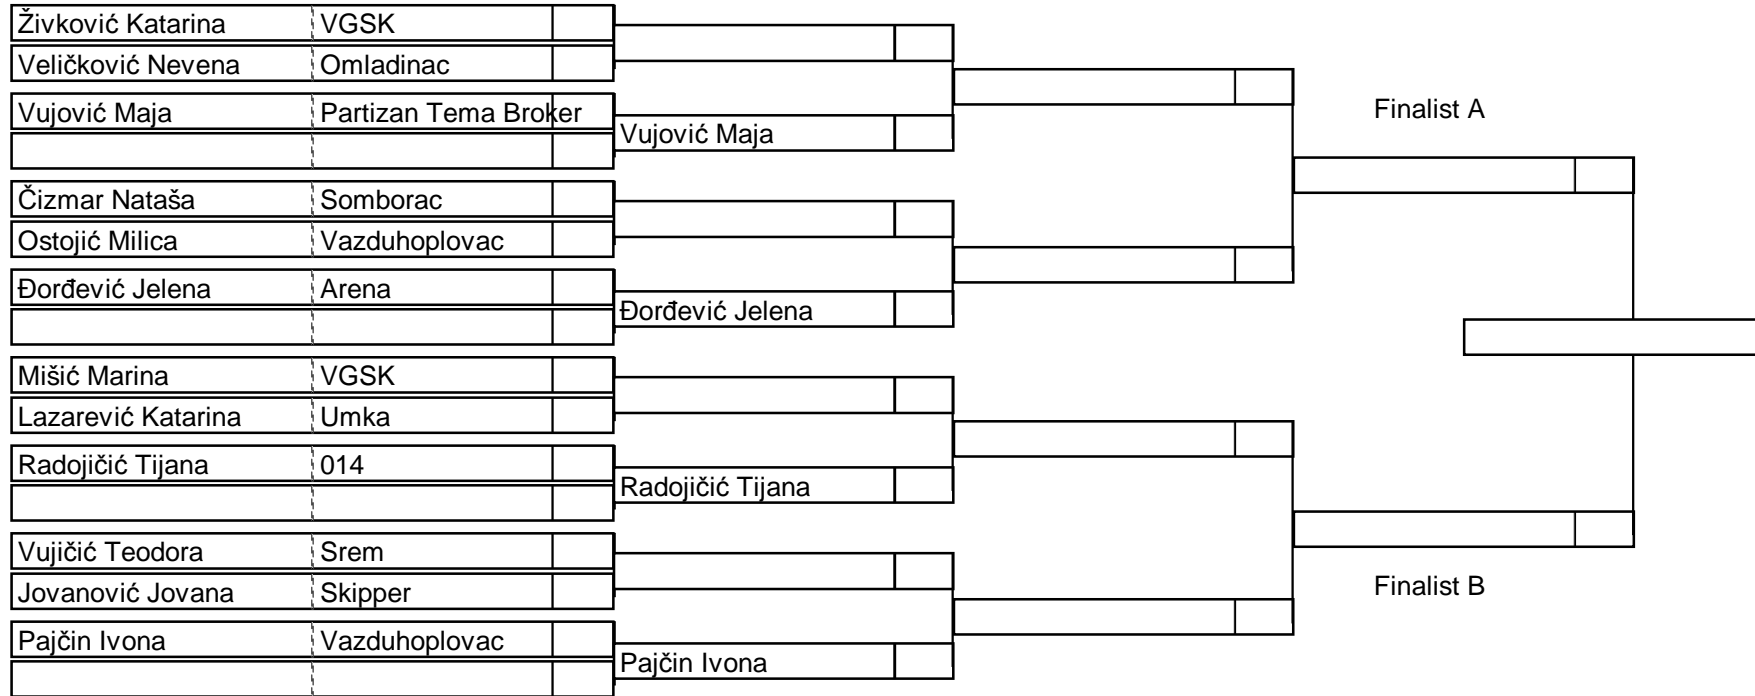 Živković Katarina VGSK
Veličković Nevena Omladinac
Vujović Maja Partizan Tema Broker
Vujović Maja
Finalist A
Čizmar Nataša Somborac
Ostojić Milica Vazduhoplovac
Đorđević Jelena Arena
Đorđević Jelena
Mišić Marina VGSK
Lazarević Katarina Umka
Radojičić Tijana 014
Radojičić Tijana
Vujičić Teodora Srem
Jovanović Jovana Skipper
Finalist B
Pajčin Ivona Vazduhoplovac
Pajčin Ivona